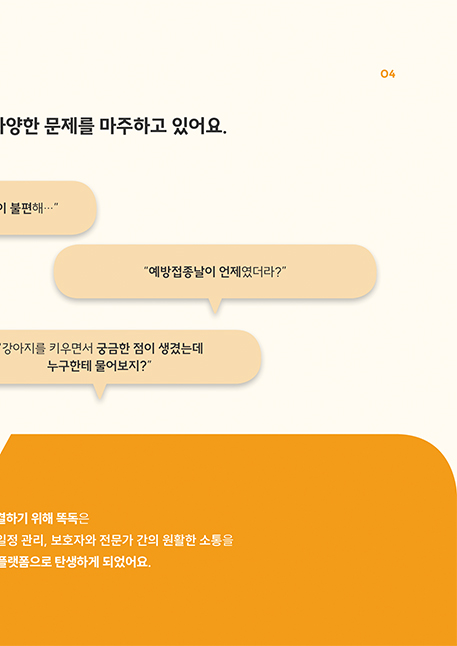 04
양한 문제를 마주하고 있어요.
불편해…”
“예방접종날이 언제였더라?”
“강아지를 키우면서 궁금한 점이 생겼는데
누구한테 물어보지?”
결하기 위해 똑독은
일정 관리, 보호자와 전문가 간의 원활한 소통을
플랫폼으로 탄생하게 되었어요.